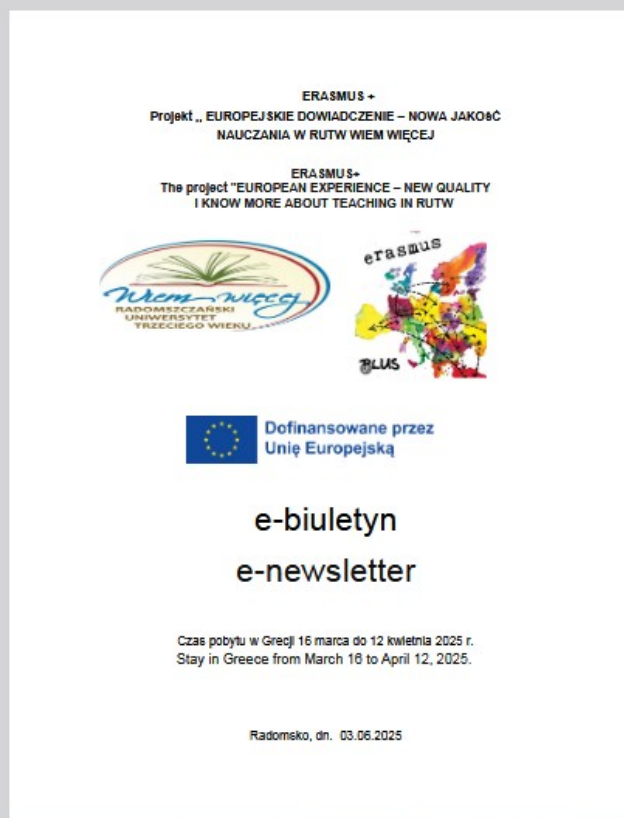 ERASMUS +
Projekt „ EUROPEJSKIE DOWIADCZENIE – NOWA JAKOŚĆ
NAUCZANIA W RUTW WIEM WIĘCEJ
ERASMUS+
The project "EUROPEAN EXPERIENCE – NEW QUALITY
I KNOW MORE ABOUT TEACHING IN RUTW
Wiem więcej
RADOMSZCZAŃSKI
UNIWERSYTET
TRZECIEGO WIEKU
erasmus
PLUS
Dofinansowane przez
Unię Europejską
e-biuletyn
e-newsletter
Czas pobytu w Grecji 16 marca do 12 kwietnia 2025 r.
Stay in Greece from March 16 to April 12, 2025.
Radomsko, dn. 03.06.2025